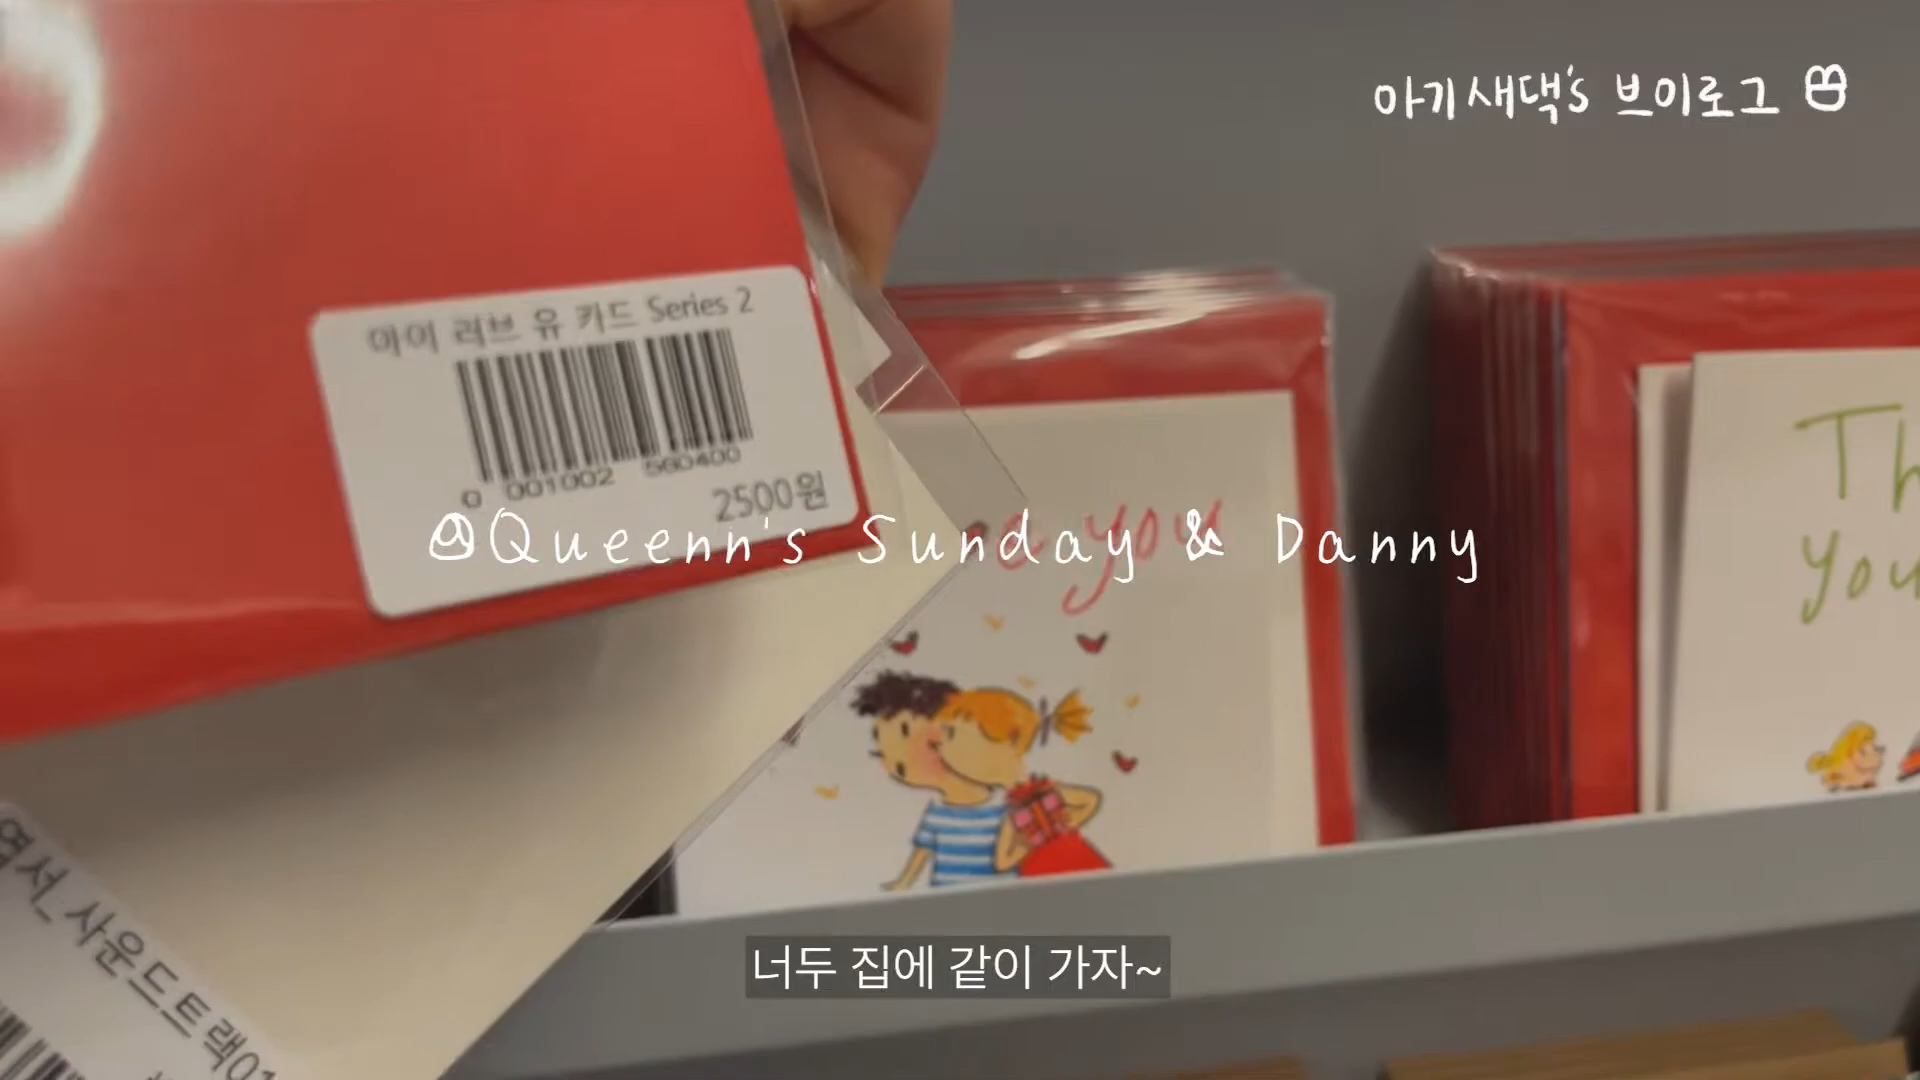 아기새댁's 브이로그
아이 러브 유 카드 Series 2
0 001002 560400
2500원
Queenn's Sunday & Danny
you
Th
you
너두 집에 같이 가자~
엽서_사운드트랙01